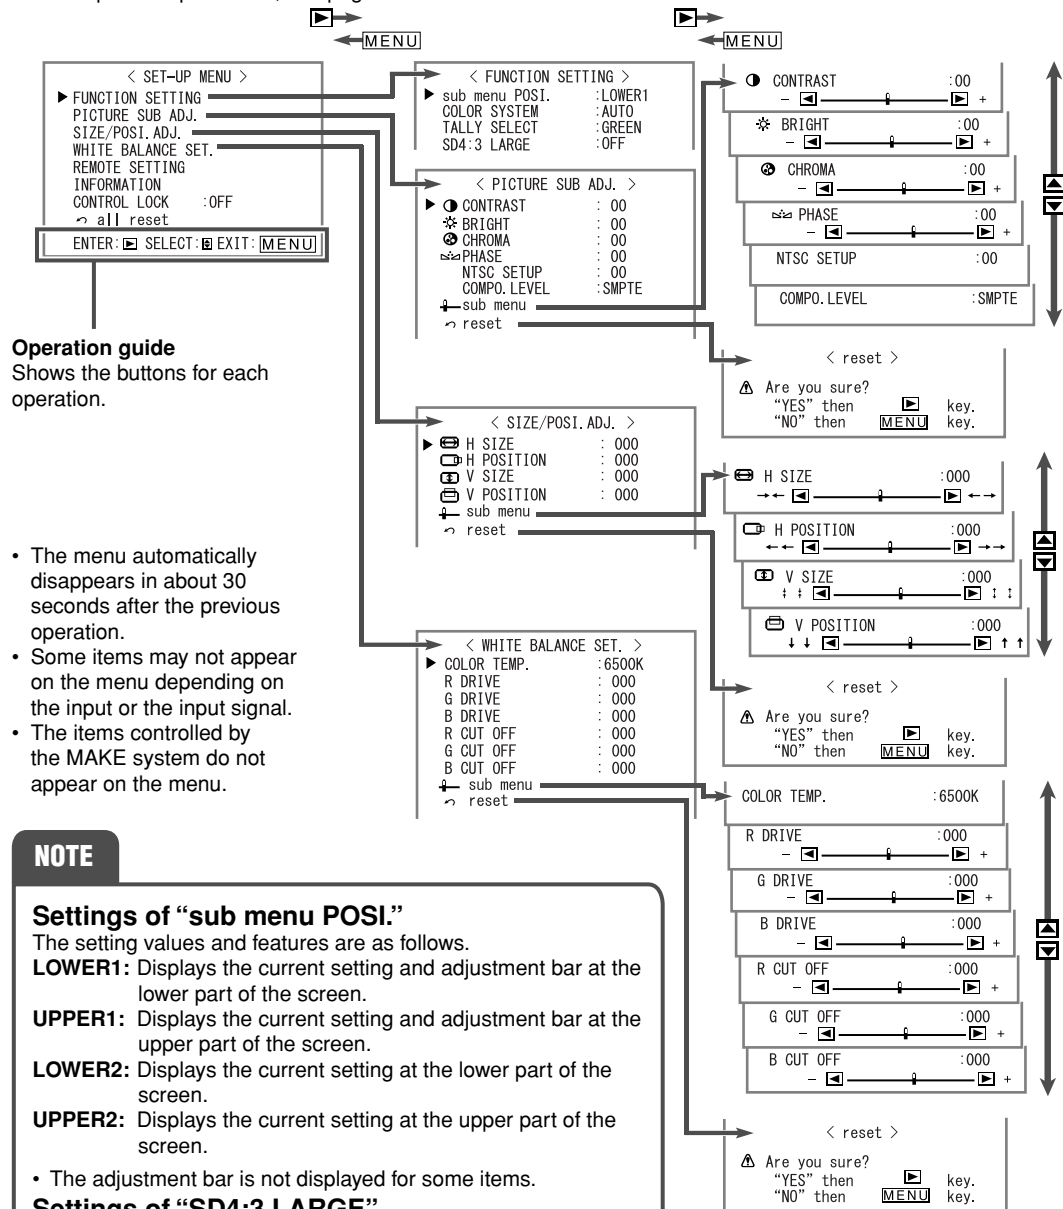 MENU
MENU
< SET-UP MENU >
FUNCTION SETTING
PICTURE SUB ADJ.
SIZE/POSI.ADJ.
WHITE BALANCE SET.
REMOTE SETTING
INFORMATION
CONTROL LOCK :OFF
all reset
ENTER: SELECT: EXIT: MENU
Operation guide
Shows the buttons for each
operation.
• The menu automatically
disappears in about 30
seconds after the previous
operation.
• Some items may not appear
on the menu depending on
the input or the input signal.
• The items controlled by
the MAKE system do not
appear on the menu.
< FUNCTION SETTING >
sub menu POSI. :LOWER1
COLOR SYSTEM :AUTO
TALLY SELECT :GREEN
SD4:3 LARGE :OFF
< PICTURE SUB ADJ. >
CONTRAST : 00
BRIGHT : 00
CHROMA : 00
PHASE : 00
NTSC SETUP : 00
COMPO.LEVEL :SMPTE
sub menu
reset
< SIZE/POSI.ADJ. >
H SIZE : 000
H POSITION : 000
V SIZE : 000
V POSITION : 000
sub menu
reset
< WHITE BALANCE SET. >
COLOR TEMP. :6500K
R DRIVE : 000
G DRIVE : 000
B DRIVE : 000
R CUT OFF : 000
G CUT OFF : 000
B CUT OFF : 000
sub menu
reset
CONTRAST :00
− +
BRIGHT :00
− +
CHROMA :00
− +
PHASE :00
− +
NTSC SETUP :00
COMPO.LEVEL :SMPTE
< reset >
Are you sure?
“YES” then key.
“NO” then MENU key.
H SIZE :000
→← ←→
H POSITION :000
←← →→
V SIZE :000
V POSITION :000
↓↓ ↑↑
< reset >
Are you sure?
“YES” then key.
“NO” then MENU key.
COLOR TEMP. :6500K
R DRIVE :000
− +
G DRIVE :000
− +
B DRIVE :000
− +
R CUT OFF :000
− +
G CUT OFF :000
− +
B CUT OFF :000
− +
< reset >
Are you sure?
“YES” then key.
“NO” then MENU key.
NOTE
Settings of “sub menu POSI.”
The setting values and features are as follows.
LOWER1: Displays the current setting and adjustment bar at the
lower part of the screen.
UPPER1: Displays the current setting and adjustment bar at the
upper part of the screen.
LOWER2: Displays the current setting at the lower part of the
screen.
UPPER2: Displays the current setting at the upper part of the
screen.
• The adjustment bar is not displayed for some items.
Settings of “SD4:3 LARGE”